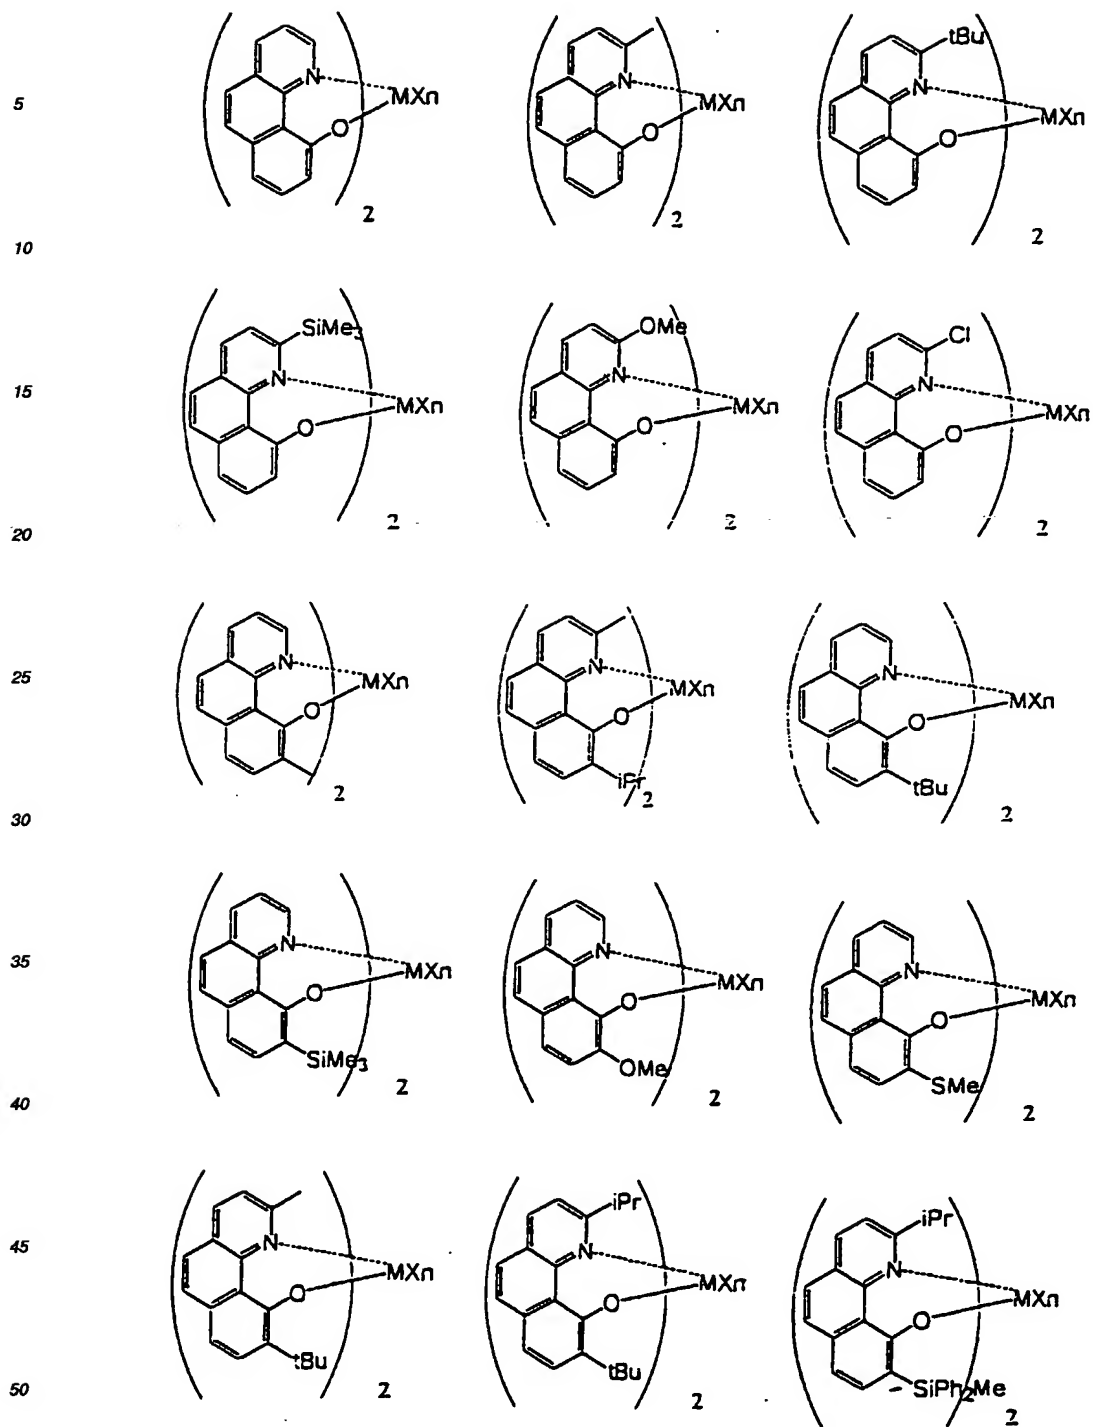 N MXn N MXn tBu N MXn
5 O O O
2 2 2
10
SiMe3 OMe Cl
15 N MXn N MXn N MXn
O O O
2 2 2
20
25 N MXn N MXn N MXn
O O O
2 iPr 2 tBu 2
30
35 N MXn N MXn N MXn
O O O
SiMe3 2 OMe 2 SMe 2
40
iPr iPr
45 N MXn N MXn N MXn
O O O
tBu 2 tBu 2 SiPh2Me 2
50